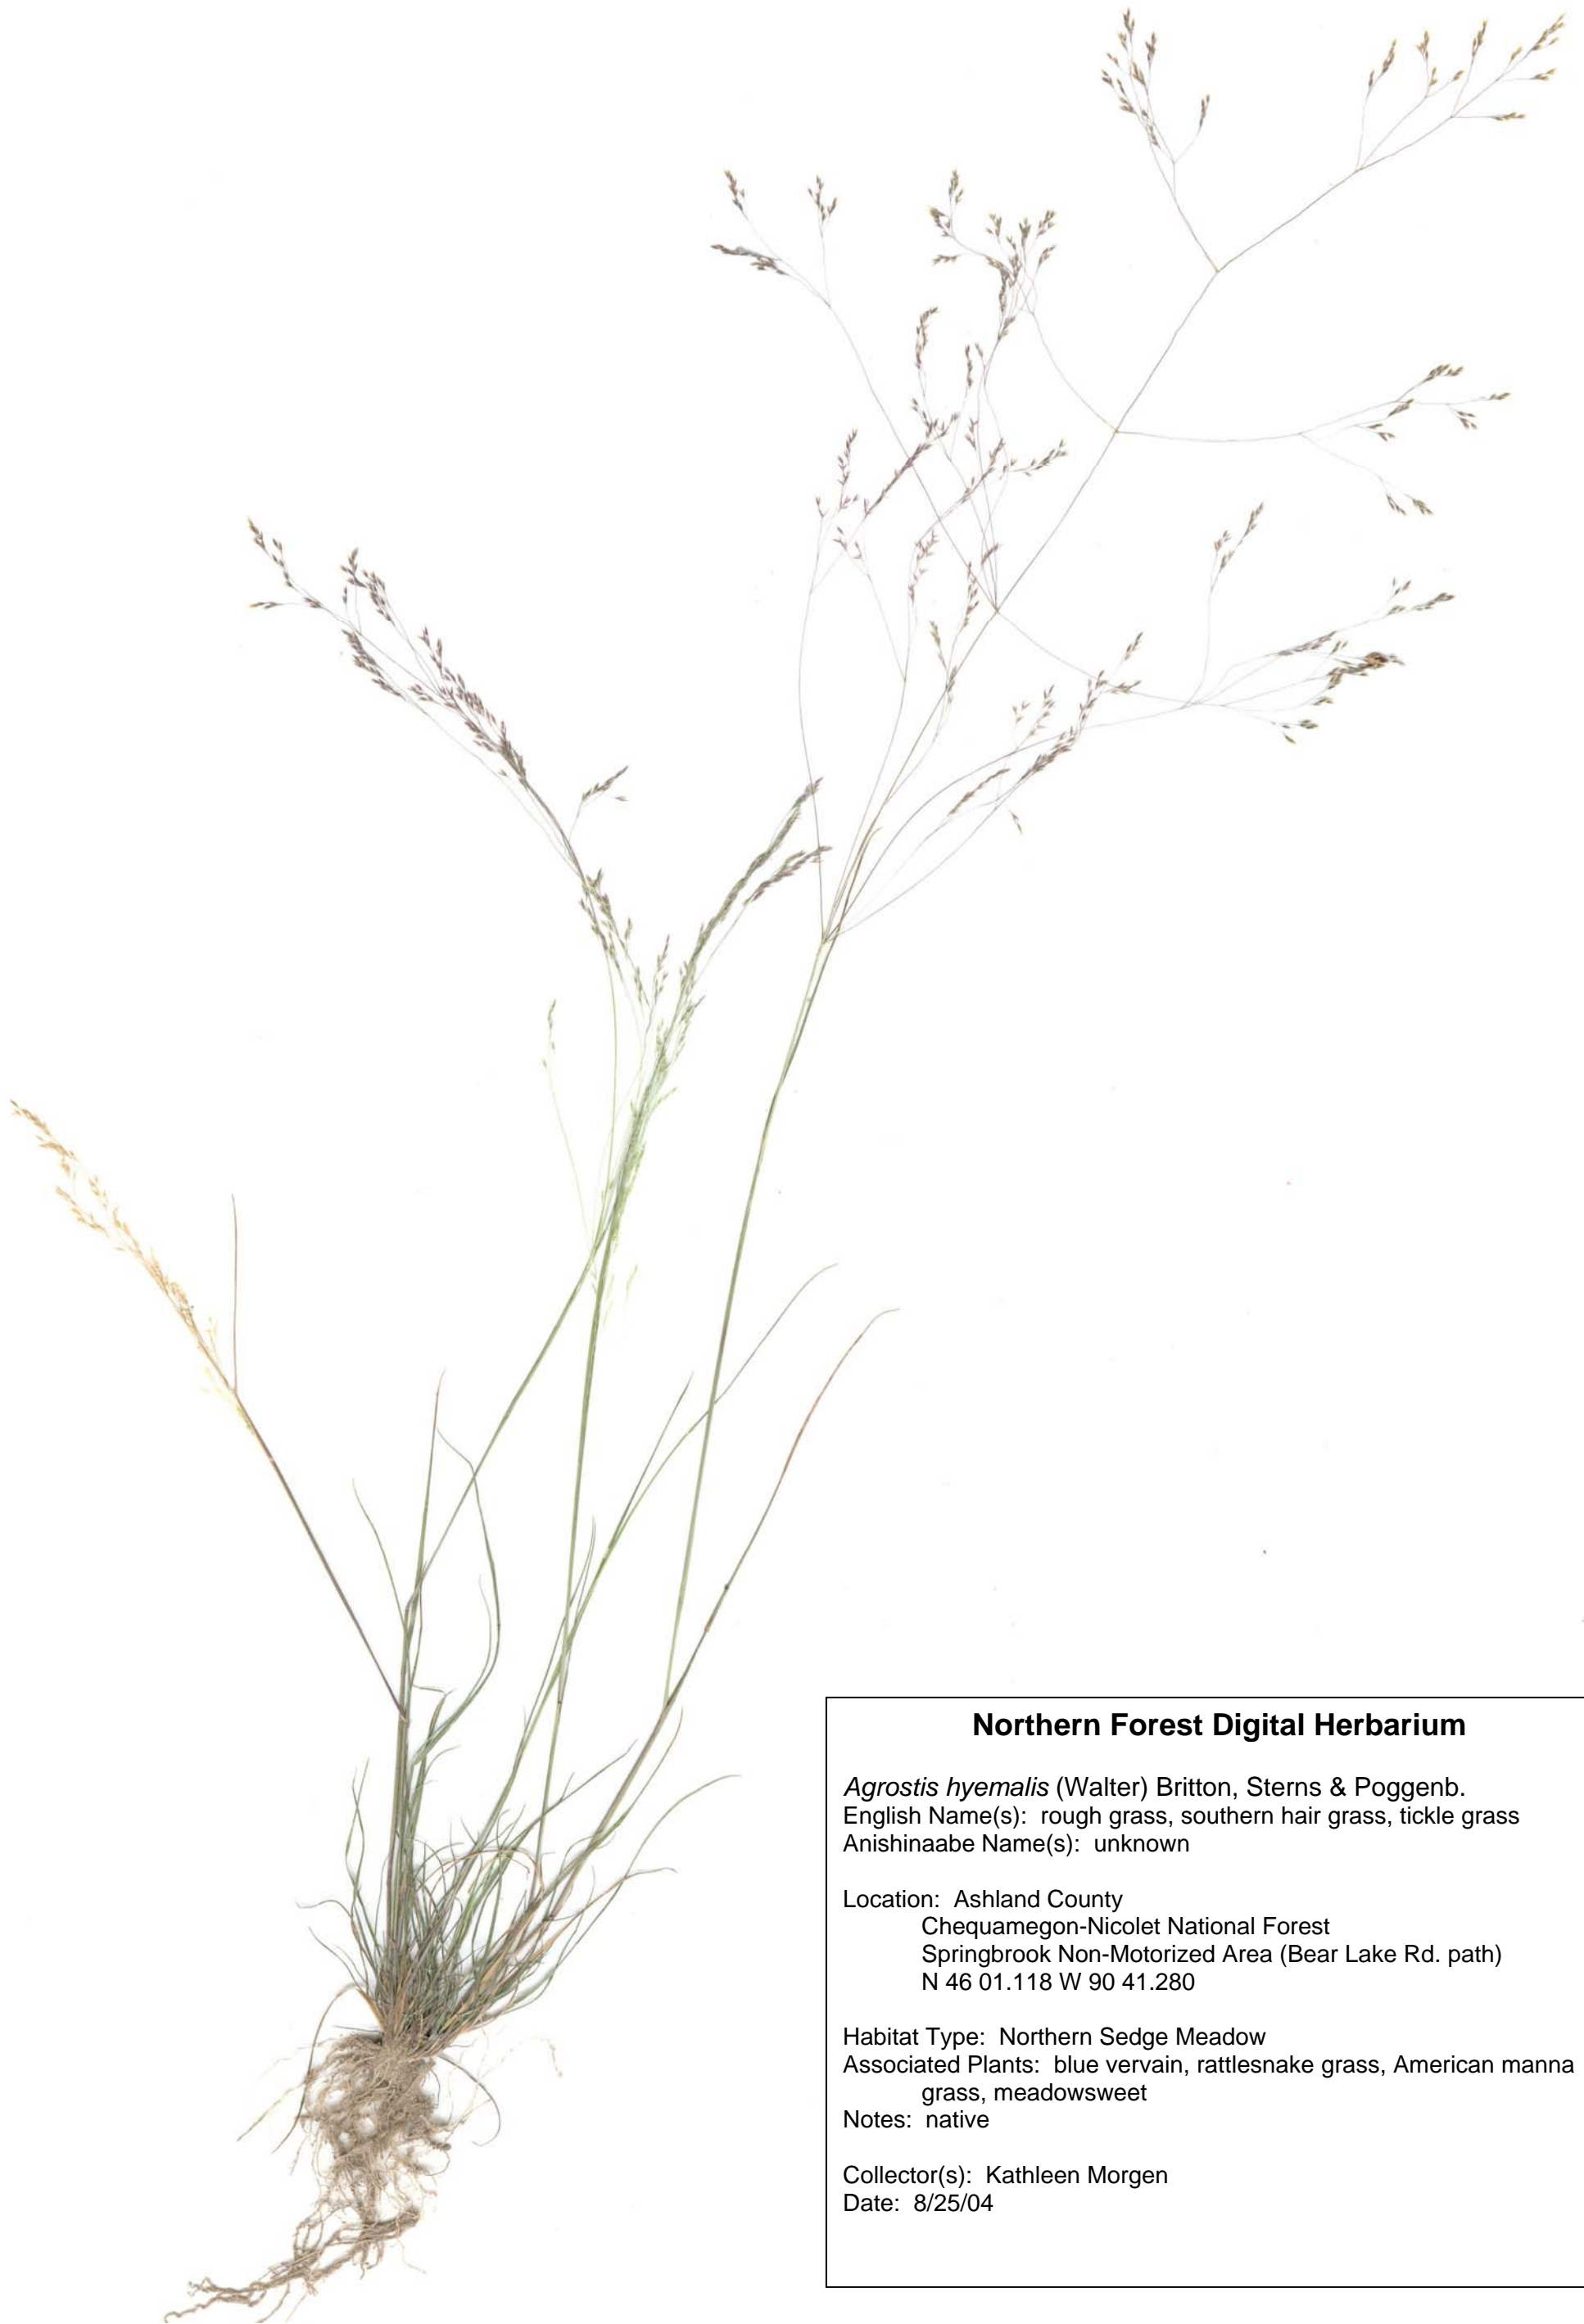 Northern Forest Digital Herbarium
Agrostis hyemalis (Walter) Britton, Sterns & Poggenb.
English Name(s): rough grass, southern hair grass, tickle grass
Anishinaabe Name(s): unknown
Location: Ashland County
Chequamegon-Nicolet National Forest
Springbrook Non-Motorized Area (Bear Lake Rd. path)
N 46 01.118 W 90 41.280
Habitat Type: Northern Sedge Meadow
Associated Plants: blue vervain, rattlesnake grass, American manna
grass, meadowsweet
Notes: native
Collector(s): Kathleen Morgen
Date: 8/25/04